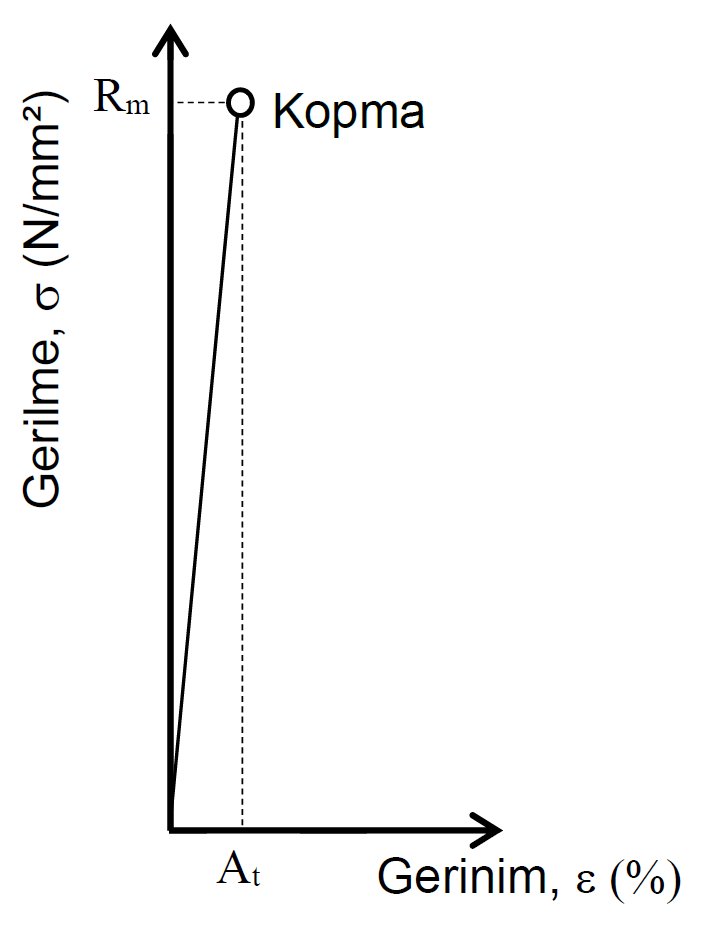 Rm
Kopma
Gerilme, σ (N/mm²)
At
Gerinim, ε (%)